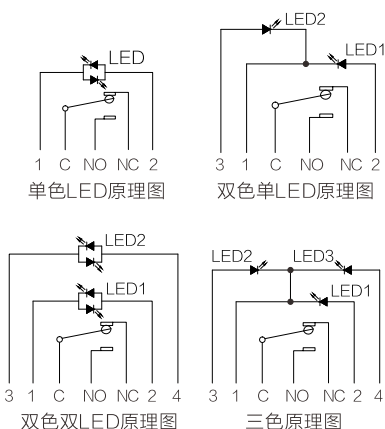 LED
1 C NO NC 2
单色LED原理图
LED2
LED1
3 1 C NO NC 2
双色单LED原理图
LED2
LED1
3 1 C NO NC 2 4
双色双LED原理图
LED2 LED3
LED1
3 1 C NO NC 2 4
三色原理图